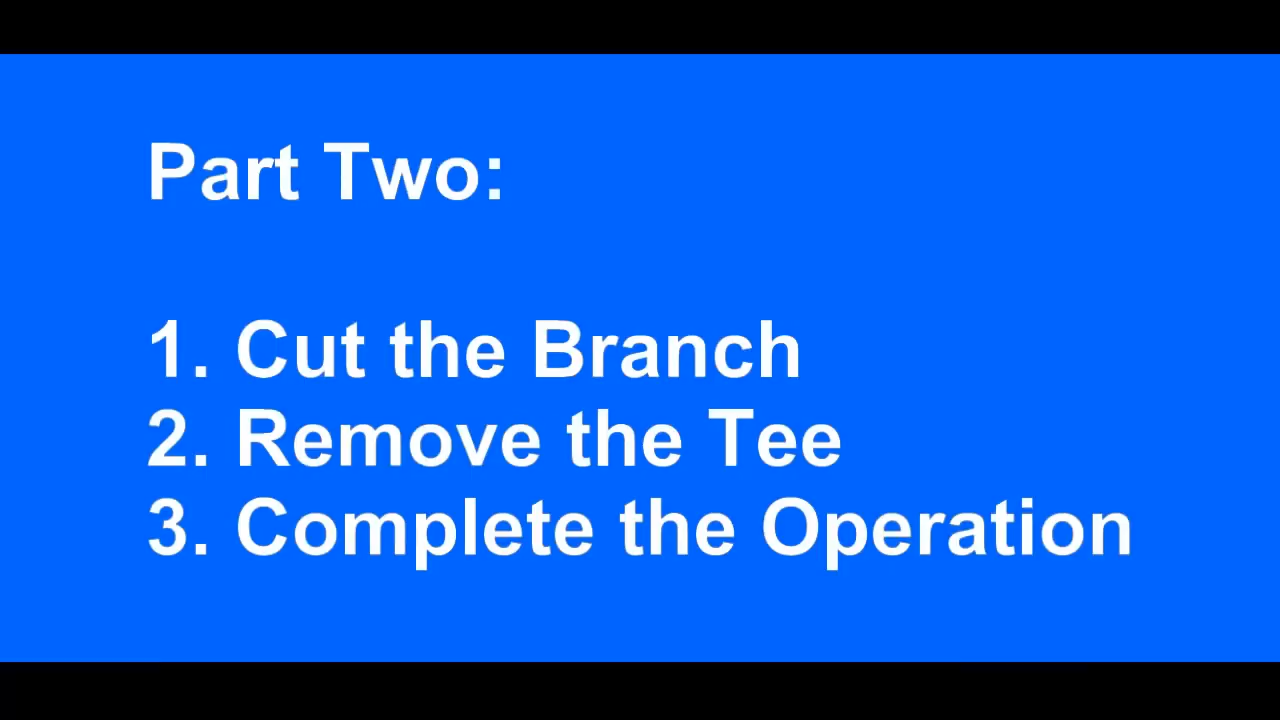 Part Two:
1. Cut the Branch
2. Remove the Tee
3. Complete the Operation